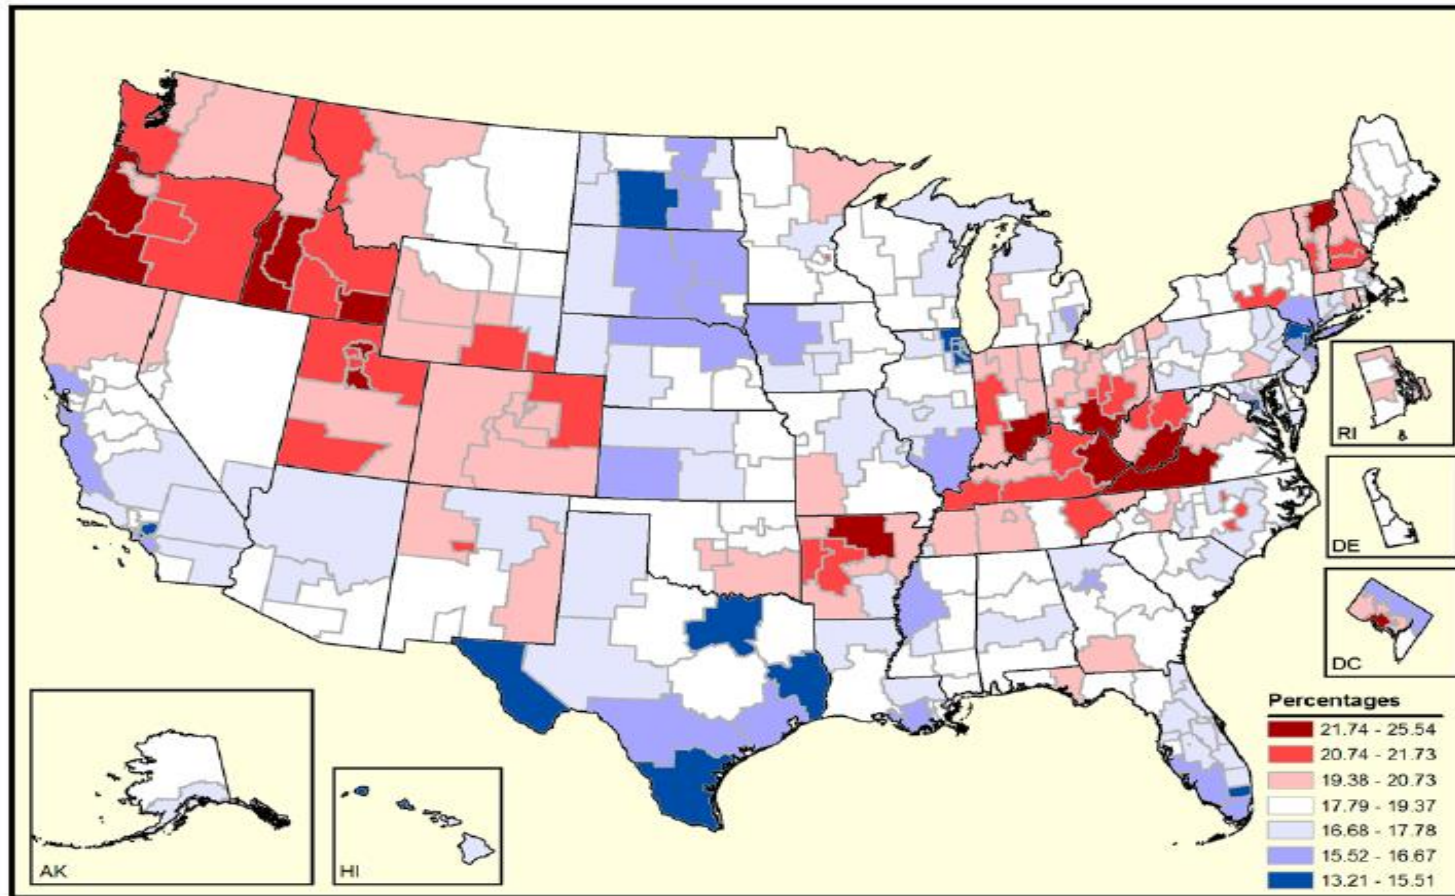 RI
DE
DC
AK
HI
Percentages
21.74 - 25.54
20.74 - 21.73
19.38 - 20.73
17.79 - 19.37
16.68 - 17.78
15.52 - 16.67
13.21 - 15.51